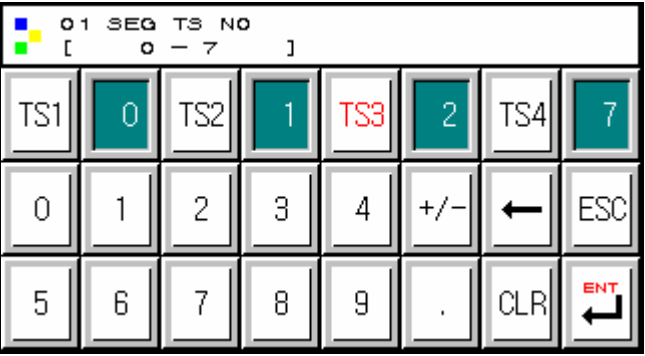 01 SEG TS NO
[ 0 - 7 ]
TS1 0 TS2 1 TS3 2 TS4 7
0 1 2 3 4 +/- ← ESC
5 6 7 8 9 . CLR ENT